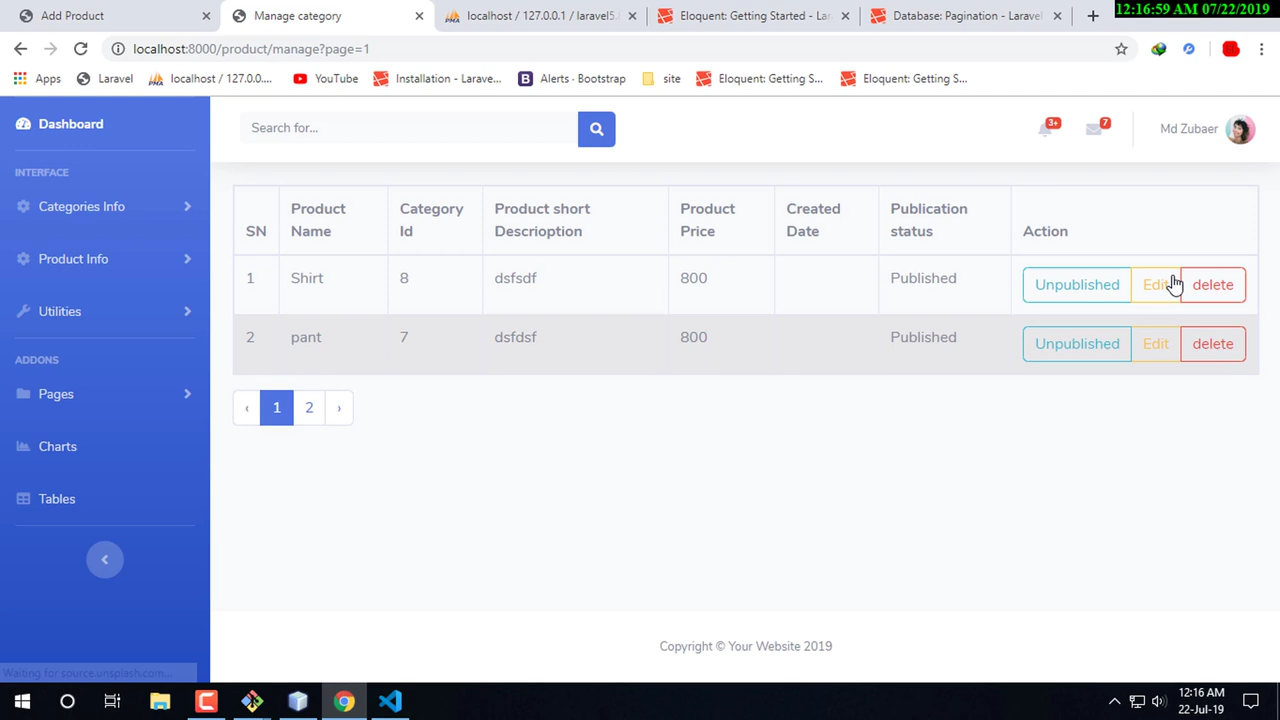 Add Product
Manage category
localhost / 127.0.0.1 / laravel5.
Eloquent: Getting Started - Lar
Database: Pagination - Laravel
12:16:59 AM 07/22/2019
localhost:8000/product/manage?page=1
Apps
Laravel
localhost / 127.0.0....
YouTube
Installation - Larave...
Alerts · Bootstrap
site
Eloquent: Getting S...
Eloquent: Getting S...
Dashboard
INTERFACE
Categories Info
Product Info
Utilities
ADDONS
Pages
Charts
Tables
Waiting for source.unsplash.com...
Search for...
3+
7
Md Zubaer
SN
Product Name
Category Id
Product short Descrioption
Product Price
Created Date
Publication status
Action
1 Shirt 8 dsfsdf 800 Published Unpublished Edit delete
2 pant 7 dsfdsf 800 Published Unpublished Edit delete
‹ 1 2 ›
Copyright © Your Website 2019
12:16 AM
22-Jul-19